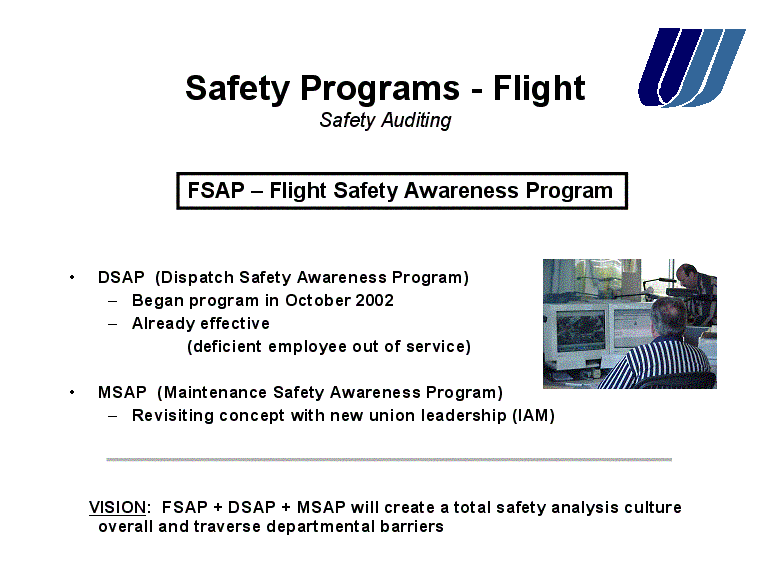 Safety Programs - Flight
Safety Auditing
FSAP – Flight Safety Awareness Program
• DSAP (Dispatch Safety Awareness Program)
– Began program in October 2002
– Already effective
(deficient employee out of service)
• MSAP (Maintenance Safety Awareness Program)
– Revisiting concept with new union leadership (IAM)
VISION: FSAP + DSAP + MSAP will create a total safety analysis culture
overall and traverse departmental barriers